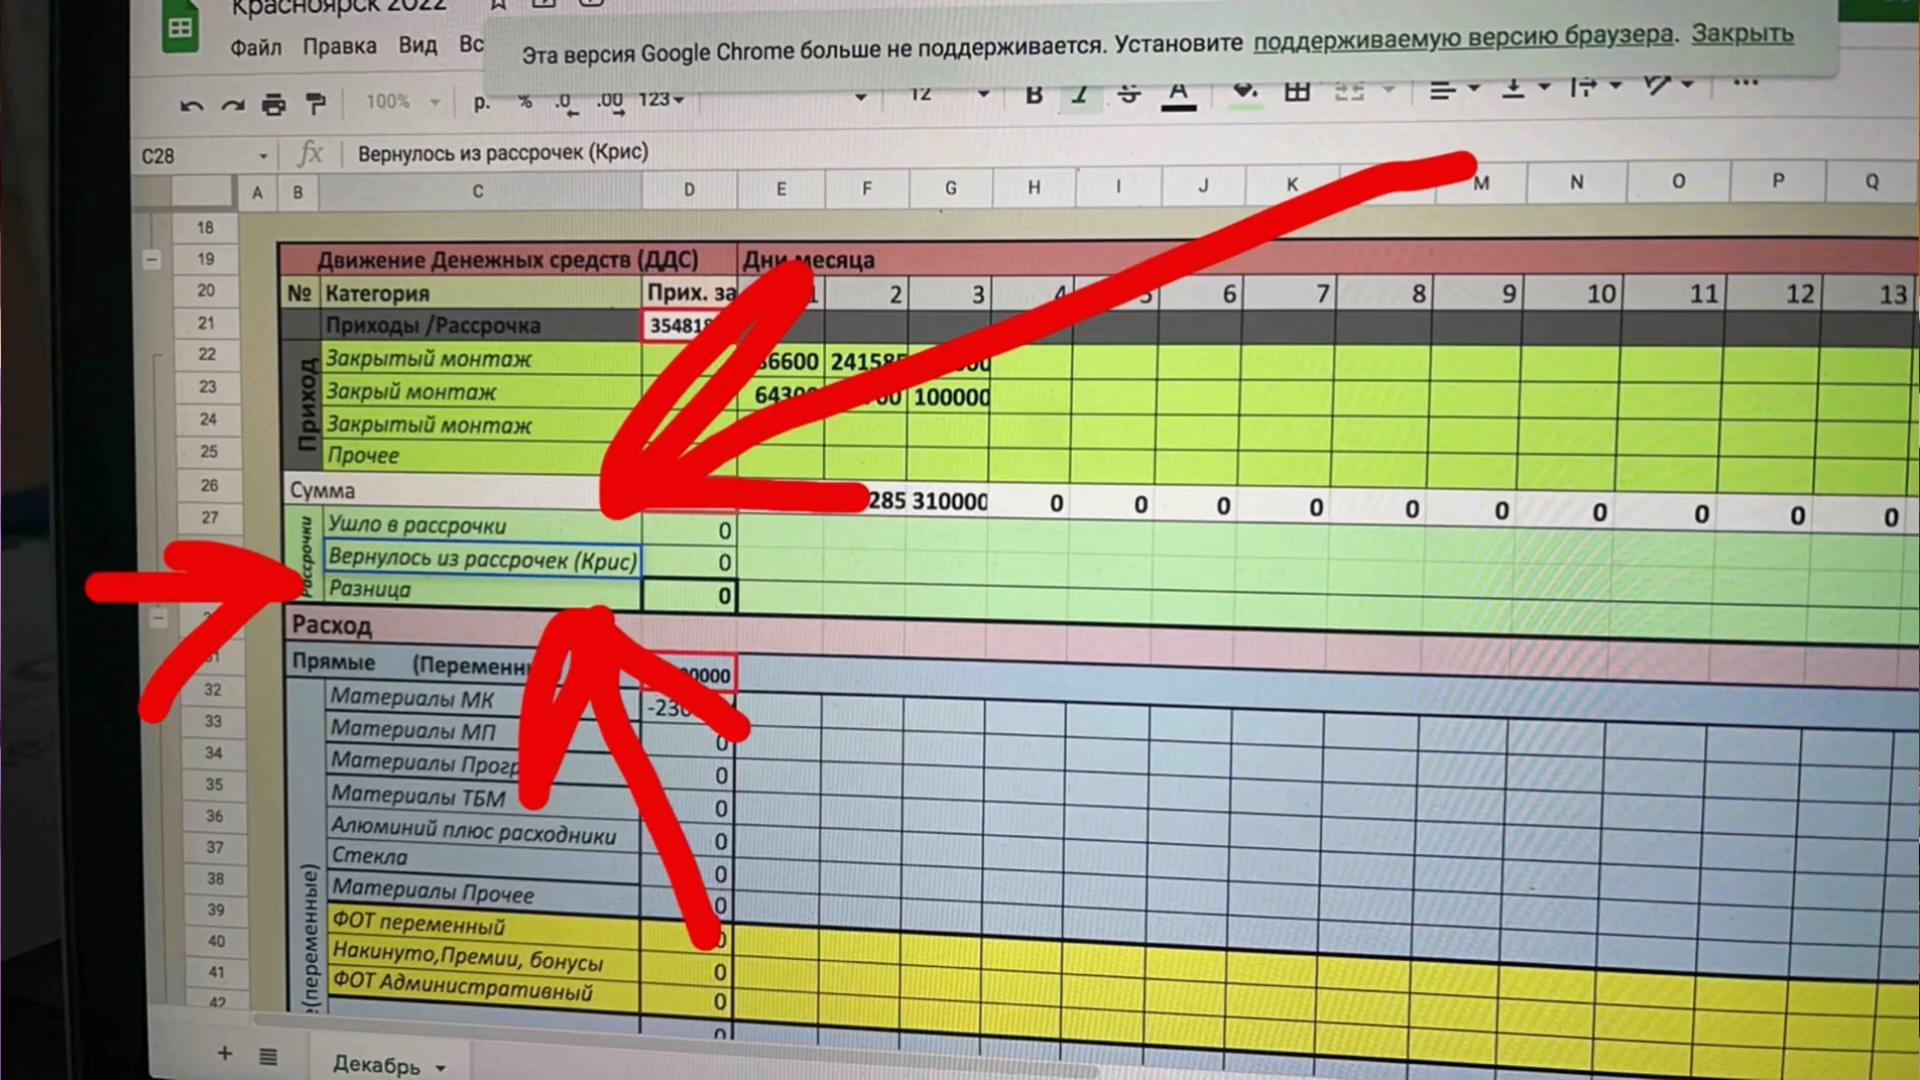 Красноярск 2022
Файл Правка Вид Вс
Эта версия Google Chrome больше не поддерживается. Установите поддерживаемую версию браузера. Закрыть
100% р. % .0 .00 123 12 B I S A ...
C28 fx Вернулось из рассрочек (Крис)
A B C D E F G H I J K M N O P Q
18
19 Движение Денежных средств (ДДС) Дни месяца
20 № Категория Прих. за 1 2 3 4 5 6 7 8 9 10 11 12 13
21 Приходы /Рассрочка
Приход
22 Закрытый монтаж
23 Закрый монтаж 100000
24 Закрытый монтаж
25 Прочее
26 Сумма 285 310000 0 0 0 0 0 0 0 0 0 0
Рассрочки
27 Ушло в рассрочки 0
Вернулось из рассрочек (Крис) 0
Разница 0
Расход
Прямые (Переменн
32 Материалы МК
33 Материалы МП 0
34 Материалы Прогр 0
35 Материалы ТБМ 0
36 Алюминий плюс расходники 0
37 Стекла 0
38 Материалы Прочее 0
39 ФОТ переменный
40 Накинуто,Премии, бонусы 0
41 ФОТ Административный 0
42 0
(переменные)
+ Декабрь